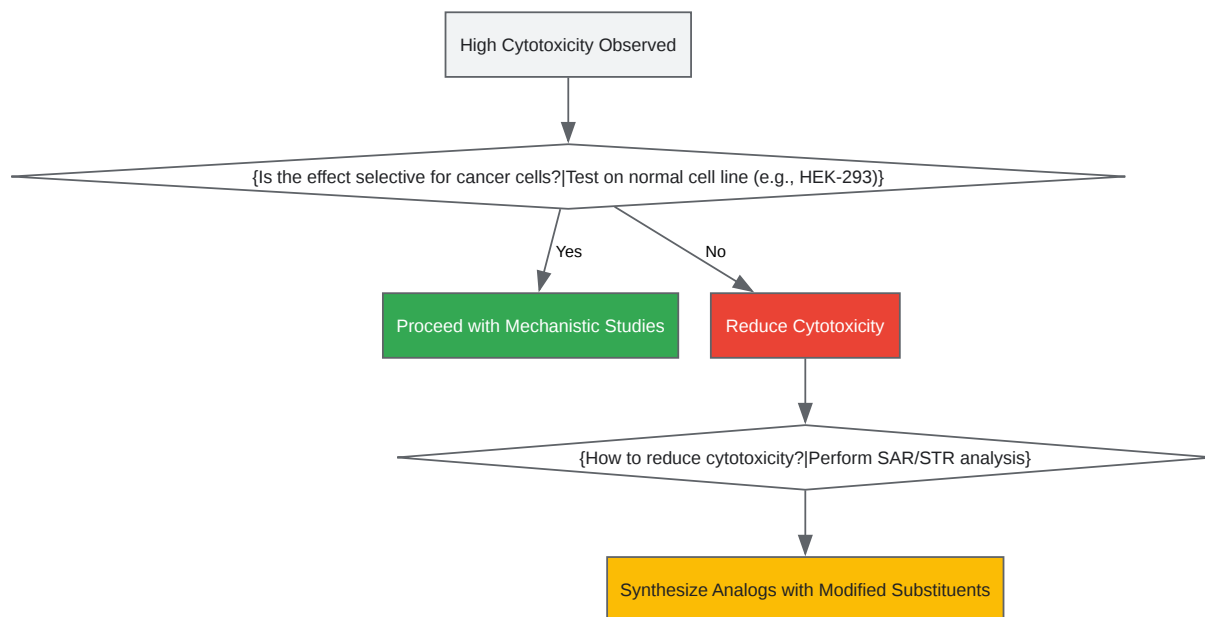 High Cytotoxicity Observed
{Is the effect selective for cancer cells?|Test on normal cell line (e.g., HEK-293)}
Yes
No
Proceed with Mechanistic Studies
Reduce Cytotoxicity
{How to reduce cytotoxicity?|Perform SAR/STR analysis}
Synthesize Analogs with Modified Substituents